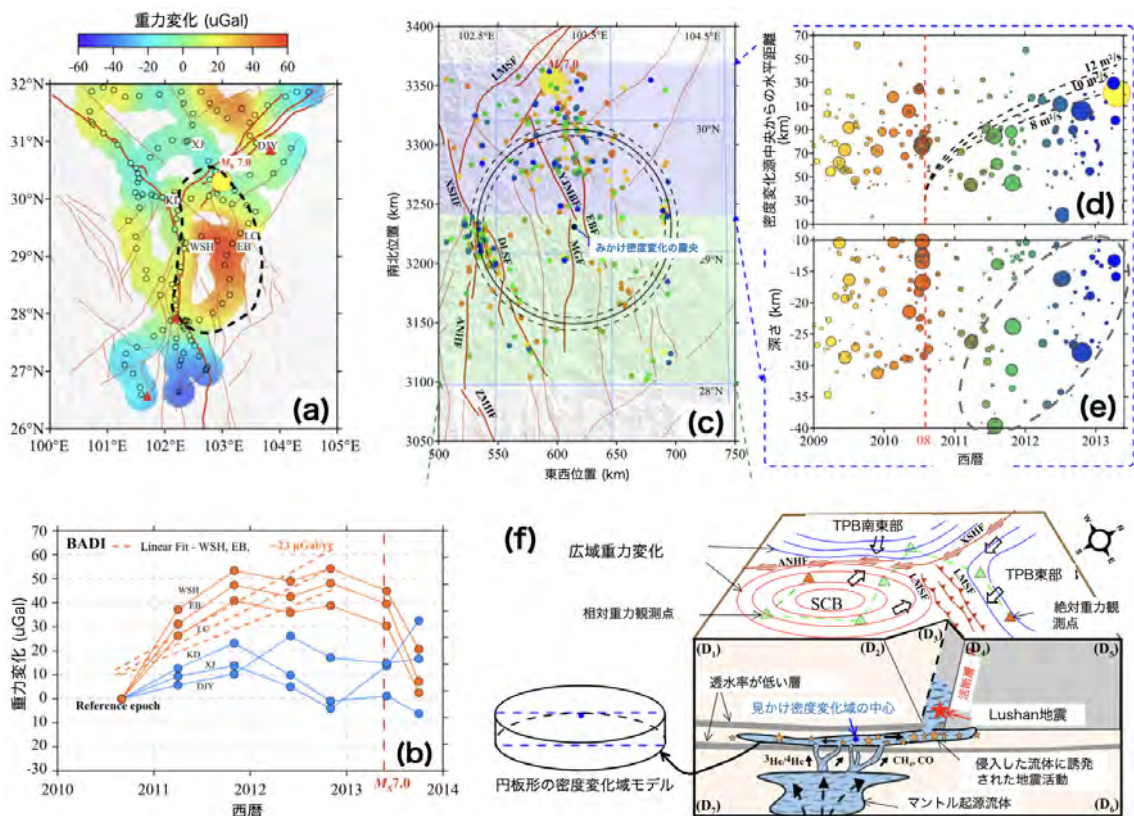 重力変化 (uGal)
-60 -40 -20 0 20 40 60
32°N
31°N
30°N
29°N
28°N
27°N
26°N
100°E 101°E 102°E 103°E 104°E 105°E
XJ
DJY
Ms 7.0
KD
LC
WSH
EB
(a)
102.5°E 103.5°E 104.5°E
3400
3350
3300
3250
3200
3150
3100
3050
南北位置 (km)
500 550 600 650 700 750
東西位置 (km)
LMSF
Ms7.0
30°N
XSHF
YJMBF
EBF
みかけ密度変化の震央
DLSF
MGF
29°N
ANHF
ZMHF
28°N
(c)
密度変化源中央からの水平距離
(km)
70
50
30
10
10
90
70
50
30
10
12 m²/s
10 m²/s
8 m²/s
(d)
深さ (km)
-10
-15
-20
-25
-30
-35
-40
2009 2010 08 2011 2012 2013
西暦
(e)
重力変化 (uGal)
70
60
50
40
30
20
10
0
-10
-20
-30
BADI
Linear Fit - WSH, EB,
~23 μGal/yr
WSH
EB
LC
KD
XJ
DJY
Reference epoch
2010 2011 2012 2013 2014
Ms7.0
西暦
(b)
(f)
広域重力変化
相対重力観測点
TPB南東部
TPB東部
N
W
E
S
ANHF
XSHF
LMSF
LMSF
SCB
絶対重力観
測点
(D₁) (D₂) (D₃) (D₄) (D₅)
透水率が低い層
見かけ密度変化域の中心
活断層
Lushan地震
³He/⁴He
CH₄, CO
侵入した流体に誘発
された地震活動
円板形の密度変化域モデル
マントル起源流体
(D₇) (D₆)